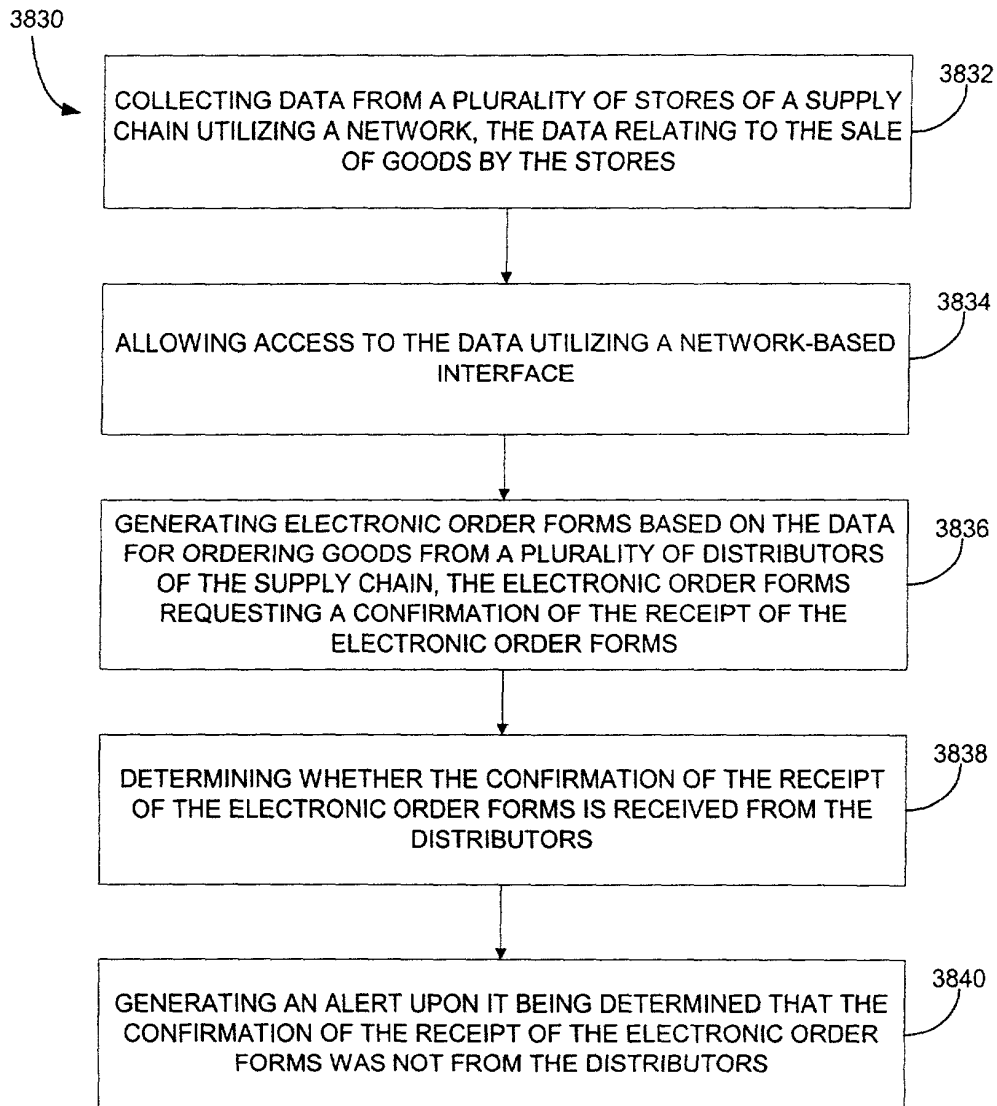 3830
3832
COLLECTING DATA FROM A PLURALITY OF STORES OF A SUPPLY
CHAIN UTILIZING A NETWORK, THE DATA RELATING TO THE SALE
OF GOODS BY THE STORES
3834
ALLOWING ACCESS TO THE DATA UTILIZING A NETWORK-BASED
INTERFACE
3836
GENERATING ELECTRONIC ORDER FORMS BASED ON THE DATA
FOR ORDERING GOODS FROM A PLURALITY OF DISTRIBUTORS
OF THE SUPPLY CHAIN, THE ELECTRONIC ORDER FORMS
REQUESTING A CONFIRMATION OF THE RECEIPT OF THE
ELECTRONIC ORDER FORMS
3838
DETERMINING WHETHER THE CONFIRMATION OF THE RECEIPT
OF THE ELECTRONIC ORDER FORMS IS RECEIVED FROM THE
DISTRIBUTORS
3840
GENERATING AN ALERT UPON IT BEING DETERMINED THAT THE
CONFIRMATION OF THE RECEIPT OF THE ELECTRONIC ORDER
FORMS WAS NOT FROM THE DISTRIBUTORS